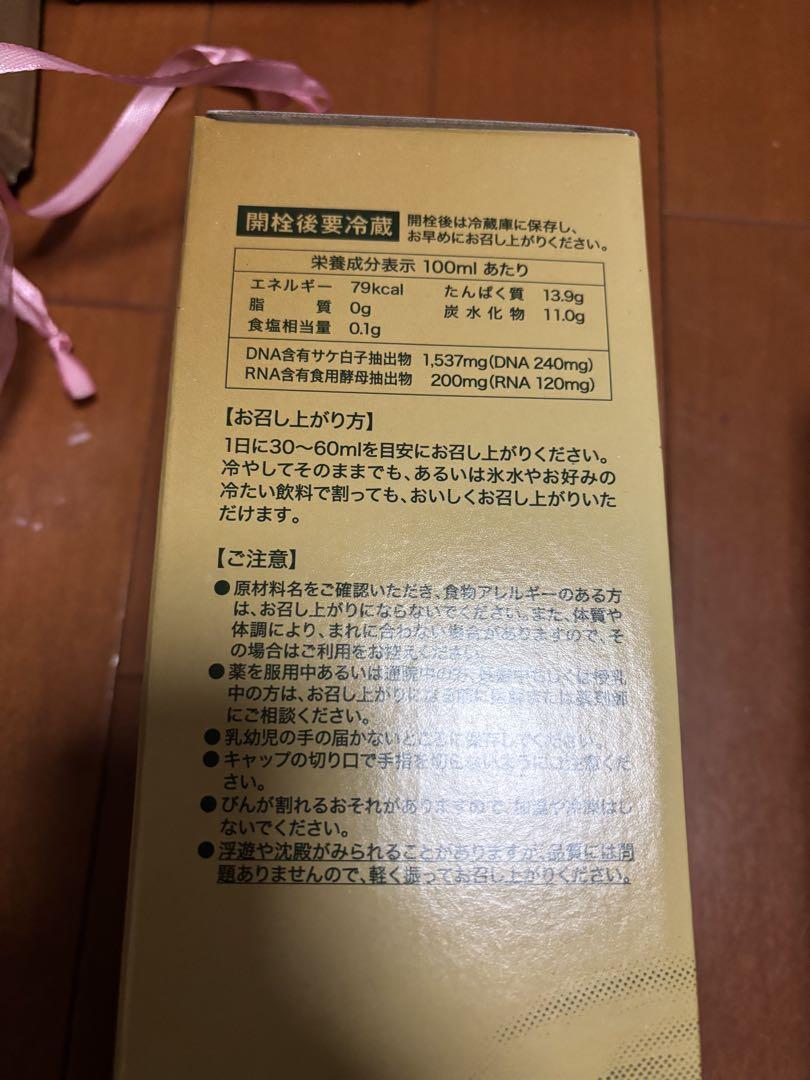 開栓後要冷蔵
開栓後は冷蔵庫に保存し、
お早めにお召し上がりください。
栄養成分表示 100ml あたり
エネルギー 79kcal たんぱく質 13.9g
脂質 0g 炭水化物 11.0g
食塩相当量 0.1g
DNA含有サケ白子抽出物 1,537mg(DNA 240mg)
RNA含有食用酵母抽出物 200mg(RNA 120mg)
【お召し上がり方】
1日に30〜60mlを目安にお召し上がりください。
冷やしてそのままでも、あるいは氷水やお好みの
冷たい飲料で割っても、おいしくお召し上がりいた
だけます。
【ご注意】
●原材料名をご確認いただき、食物アレルギーのある方
は、お召し上がりにならないでください。また、体質や
体調により、まれに合わない場合がありますので、そ
の場合はご利用をお控えください。
●薬を服用中あるいは通院中の方、妊娠中もしくは授乳
中の方は、お召し上がりになる前に医師または薬剤師
にご相談ください。
●乳幼児の手の届かないところに保存してください。
●キャップの切り口で手指を切らないようにご注意くだ
さい。
●びんが割れるおそれがありますので、加温や冷凍はし
ないでください。
●浮遊や沈殿がみられることがありますが、品質には問
題ありませんので、軽く振ってお召し上がりください。